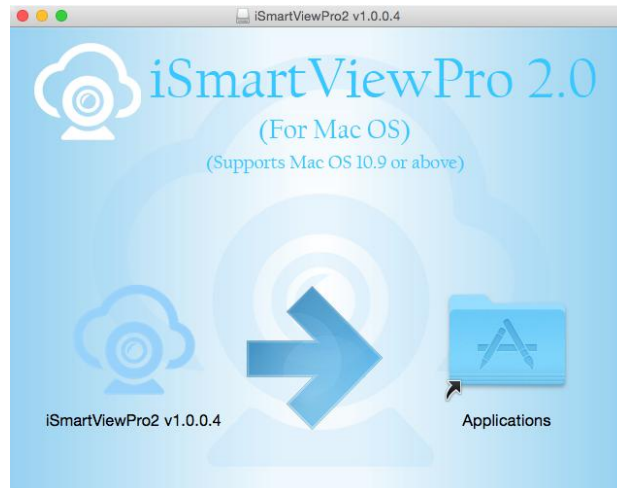 iSmartViewPro2 v1.0.0.4
iSmartViewPro 2.0
(For Mac OS)
(Supports Mac OS 10.9 or above)
iSmartViewPro2 v1.0.0.4
Applications